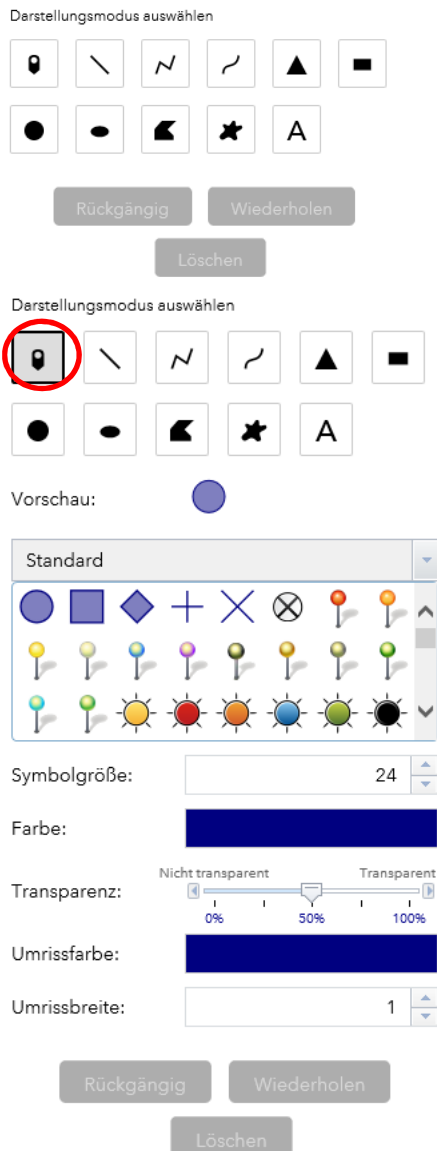 Darstellungsmodus auswählen
A
Rückgängig Wiederholen
Löschen
Darstellungsmodus auswählen
A
Vorschau:
Standard
Symbolgröße: 24
Farbe:
Nicht transparent Transparent
Transparenz:
0% 50% 100%
Umrissfarbe:
Umrissbreite: 1
Rückgängig Wiederholen
Löschen